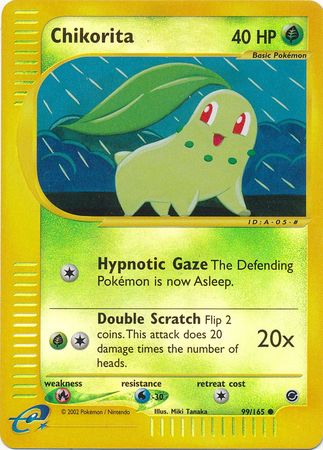 Chikorita 40 HP
Basic Pokémon
ID:A-05-#
Hypnotic Gaze The Defending
Pokémon is now Asleep.
Double Scratch Flip 2
coins. This attack does 20
damage times the number of
heads.
20x
weakness resistance retreat cost
-30
e © 2002 Pokémon / Nintendo Illus. Miki Tanaka 99/165